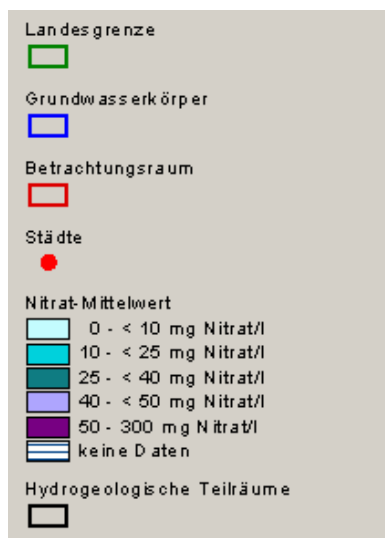 Landesgrenze
Grundwasserkörper
Betrachtungsraum
Städte
Nitrat-Mittelwert
0 - < 10 mg Nitrat/l
10 - < 25 mg Nitrat/l
25 - < 40 mg Nitrat/l
40 - < 50 mg Nitrat/l
50 - 300 mg Nitrat/l
keine Daten
Hydrogeologische Teilräume